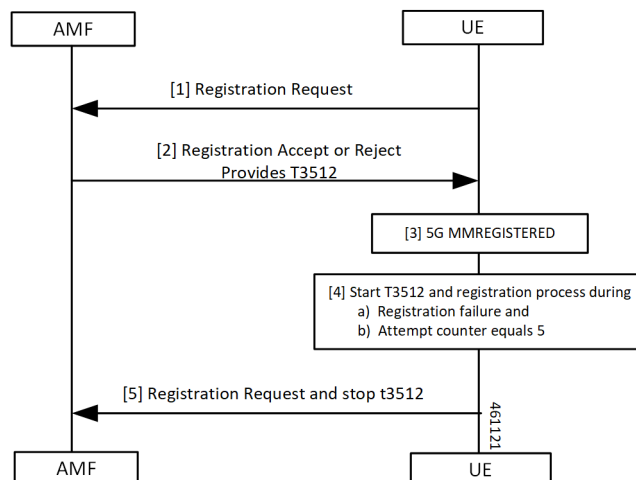 AMF
UE
[1] Registration Request
[2] Registration Accept or Reject
Provides T3512
[3] 5G MMREGISTERED
[4] Start T3512 and registration process during
a) Registration failure and
b) Attempt counter equals 5
[5] Registration Request and stop t3512
461121
AMF
UE